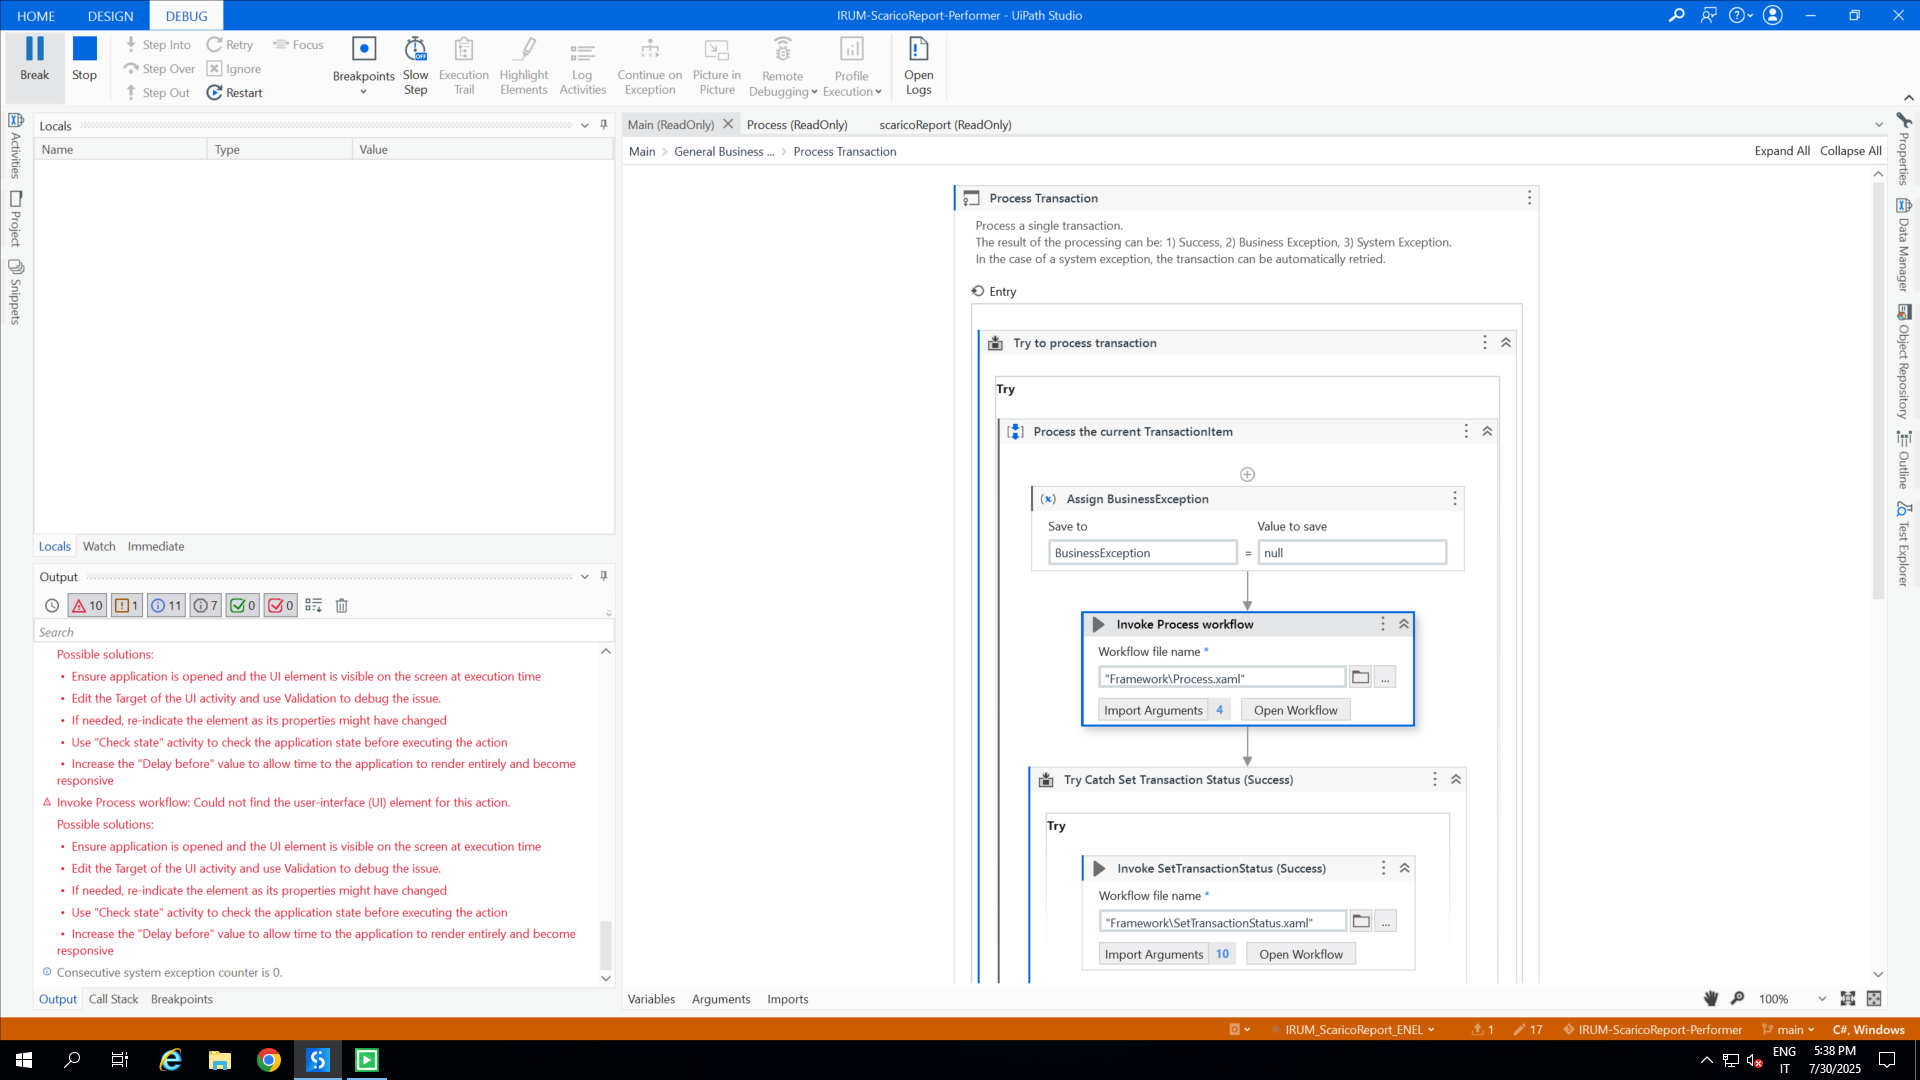 HOME DESIGN DEBUG
IRUM-ScaricoReport-Performer - UiPath Studio
Break
Stop
Step Into
Step Over
Step Out
Retry
Ignore
Restart
Focus
Breakpoints
Slow Step
OFF
Execution Trail
Highlight Elements
Log Activities
Continue on Exception
Picture in Picture
Remote Debugging
Profile Execution
Open Logs
Activities
Project
Snippets
Locals
Name Type Value
Locals Watch Immediate
Output
10 1 11 7 0 0
Search
Possible solutions:
• Ensure application is opened and the UI element is visible on the screen at execution time
• Edit the Target of the UI activity and use Validation to debug the issue.
• If needed, re-indicate the element as its properties might have changed
• Use "Check state" activity to check the application state before executing the action
• Increase the "Delay before" value to allow time to the application to render entirely and become
responsive
Invoke Process workflow: Could not find the user-interface (UI) element for this action.
Possible solutions:
• Ensure application is opened and the UI element is visible on the screen at execution time
• Edit the Target of the UI activity and use Validation to debug the issue.
• If needed, re-indicate the element as its properties might have changed
• Use "Check state" activity to check the application state before executing the action
• Increase the "Delay before" value to allow time to the application to render entirely and become
responsive
Consecutive system exception counter is 0.
Output Call Stack Breakpoints
Main (ReadOnly) Process (ReadOnly) scaricoReport (ReadOnly)
Main > General Business ... > Process Transaction
Expand All Collapse All
Process Transaction
Process a single transaction.
The result of the processing can be: 1) Success, 2) Business Exception, 3) System Exception.
In the case of a system exception, the transaction can be automatically retried.
Entry
Try to process transaction
Try
Process the current TransactionItem
Assign BusinessException
Save to Value to save
BusinessException = null
Invoke Process workflow
Workflow file name *
"Framework\Process.xaml"
...
Import Arguments 4 Open Workflow
Try Catch Set Transaction Status (Success)
Try
Invoke SetTransactionStatus (Success)
Workflow file name *
"Framework\SetTransactionStatus.xaml"
...
Import Arguments 10 Open Workflow
Variables Arguments Imports
100%
Properties
Data Manager
Object Repository
Outline
Test Explorer
IRUM_ScaricoReport_ENEL 1 17 IRUM-ScaricoReport-Performer main C#, Windows
ENG
IT
5:38 PM
7/30/2025